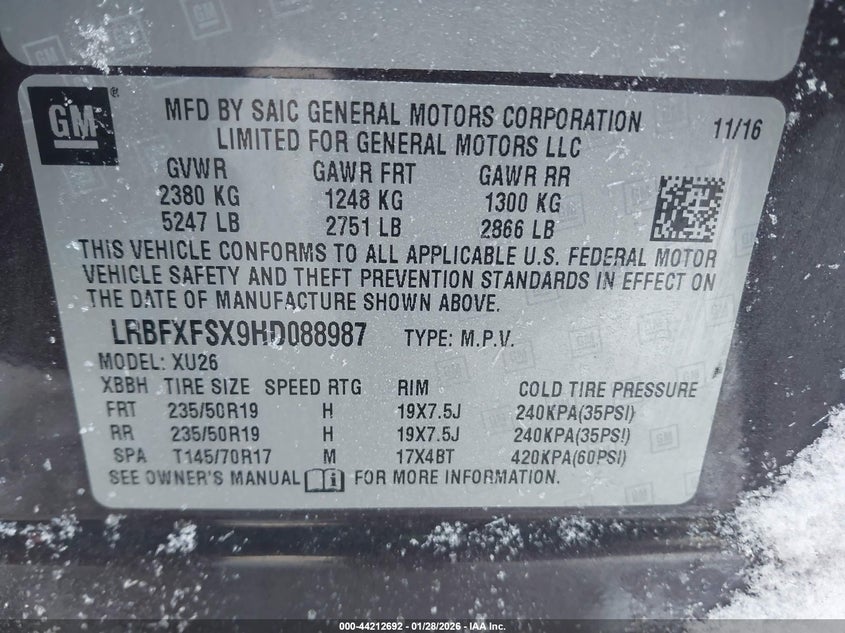 GM
MFD BY SAIC GENERAL MOTORS CORPORATION 11/16
LIMITED FOR GENERAL MOTORS LLC
GVWR GAWR FRT GAWR RR
2380 KG 1248 KG 1300 KG
5247 LB 2751 LB 2866 LB
THIS VEHICLE CONFORMS TO ALL APPLICABLE U.S. FEDERAL MOTOR
VEHICLE SAFETY AND THEFT PREVENTION STANDARDS IN EFFECT ON
THE DATE OF MANUFACTURE SHOWN ABOVE.
LRBFXFSX9HD088987 TYPE: M.P.V.
MODEL: XU26
XBBH TIRE SIZE SPEED RTG RIM COLD TIRE PRESSURE
FRT 235/50R19 H 19X7.5J 240KPA(35PSI)
RR 235/50R19 H 19X7.5J 240KPA(35PSI)
SPA T145/70R17 M 17X4BT 420KPA(60PSI)
SEE OWNER'S MANUAL FOR MORE INFORMATION.
000-44212692 - 01/28/2026 - IAA Inc.